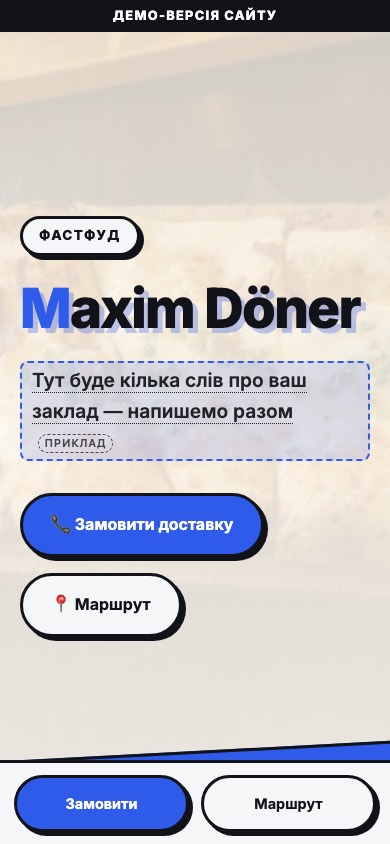 ДЕМО-ВЕРСІЯ САЙТУ
ФАСТФУД
Maxim Döner
Тут буде кілька слів про ваш
заклад — напишемо разом
ПРИКЛАД
Замовити доставку
Маршрут
Замовити
Маршрут